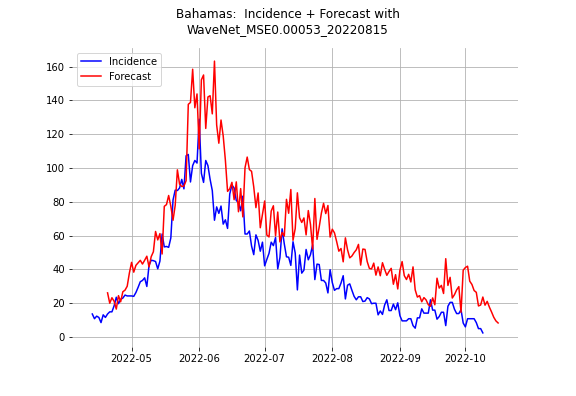 Bahamas:  Incidence + Forecast with
WaveNet_MSE0.00053_20220815
Incidence
Forecast
160
140
120
100
80
60
40
20
0
2022-05 2022-06 2022-07 2022-08 2022-09 2022-10